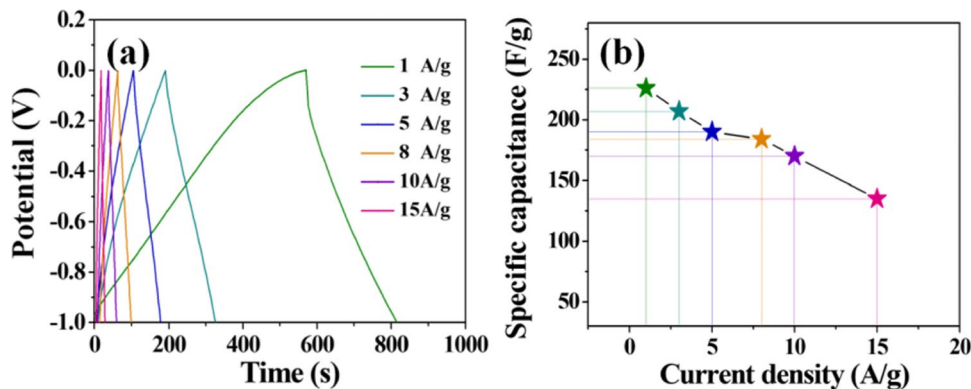 (a)
Potential (V)
0.2
0.0
-0.2
-0.4
-0.6
-0.8
-1.0
1 A/g
3 A/g
5 A/g
8 A/g
10A/g
15A/g
0 200 400 600 800 1000
Time (s)
(b)
Specific capacitance (F/g)
250
200
150
100
50
0 5 10 15 20
Current density (A/g)